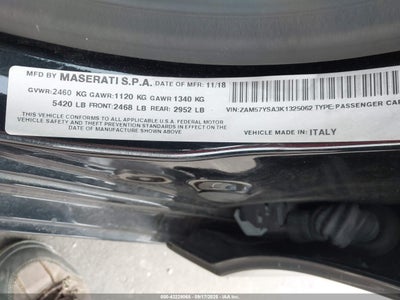 MFD BY MASERATI S.P.A. DATE OF MFR: 11/18
GVWR:2460 KG GAWR:1120 KG GAWR 1340 KG
5420 LB FRONT:2468 LB REAR: 2952 LB VIN:ZAM57YSA3K1325062 TYPE:PASSENGER CAR
THIS VEHICLE CONFORMS TO ALL APPLICABLE U.S.A. FEDERAL MOTOR
VEHICLE SAFETY AND THEFT PREVENTION STANDARDS IN EFFECT ON THE
DATE OF MANUFACTURE SHOWN ABOVE.
MADE IN: ITALY